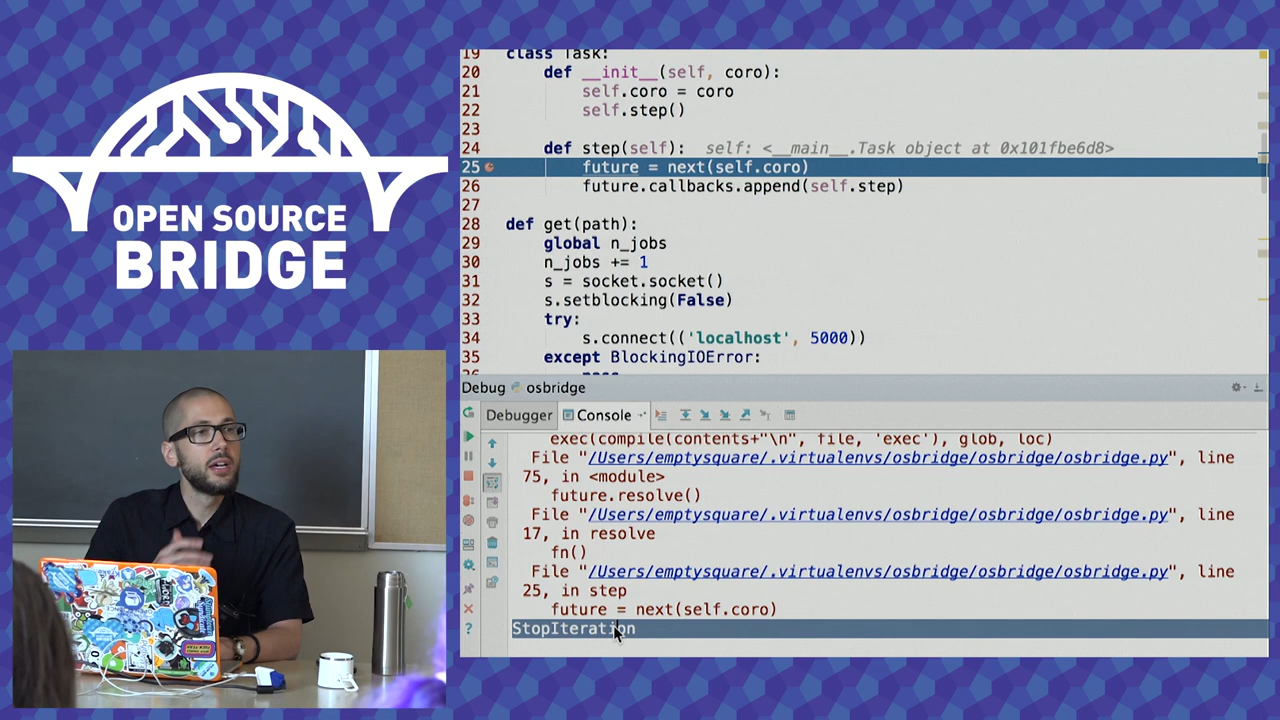 OPEN SOURCE
BRIDGE
19 class Task:
20 def __init__(self, coro):
21 self.coro = coro
22 self.step()
23
24 def step(self): self: <__main__.Task object at 0x101fbe6d8>
25 future = next(self.coro)
26 future.callbacks.append(self.step)
27
28 def get(path):
29 global n_jobs
30 n_jobs += 1
31 s = socket.socket()
32 s.setblocking(False)
33 try:
34 s.connect(('localhost', 5000))
35 except BlockingIOError:
36 pass
Debug osbridge
Debugger Console
exec(compile(contents+"\n", file, 'exec'), glob, loc)
File "/Users/emptysquare/.virtualenvs/osbridge/osbridge/osbridge.py", line
75, in <module>
future.resolve()
File "/Users/emptysquare/.virtualenvs/osbridge/osbridge/osbridge.py", line
17, in resolve
fn()
File "/Users/emptysquare/.virtualenvs/osbridge/osbridge/osbridge.py", line
25, in step
future = next(self.coro)
StopIteration